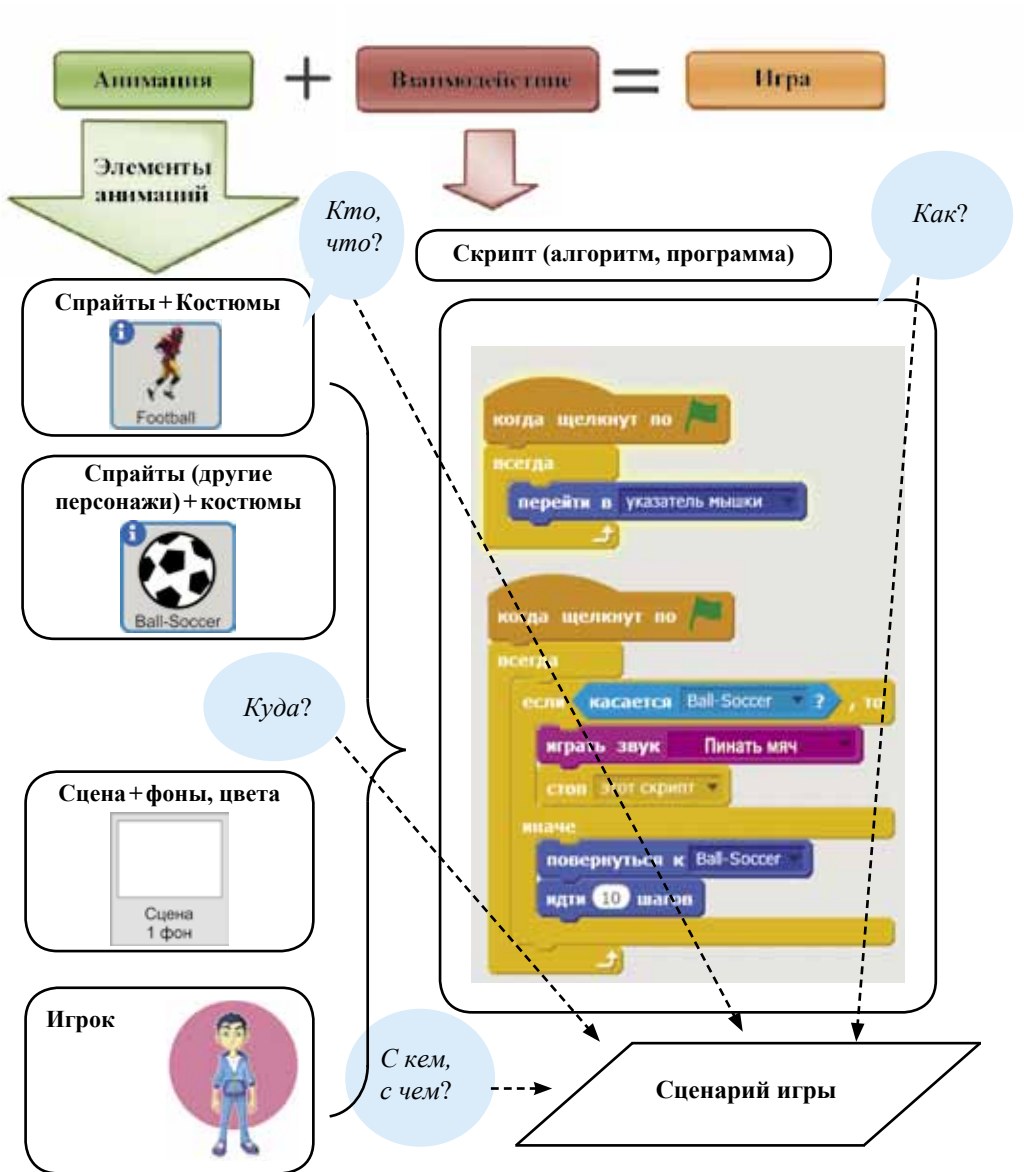 Анимация + Взаимодействие = Игра
Элементы
анимаций
Кто,
что?
Как?
Скрипт (алгоритм, программа)
Спрайты + Костюмы
Football
Спрайты (другие
персонажи) + костюмы
Ball-Soccer
Куда?
Сцена + фоны, цвета
Сцена
1 фон
Игрок
С кем,
с чем?
когда щелкнут по
всегда
перейти в указатель мышки
когда щелкнут по
всегда
если касается Ball-Soccer ? , то
играть звук Пинать мяч
стоп этот скрипт
иначе
повернуться к Ball-Soccer
идти 10 шагов
Сценарий игры